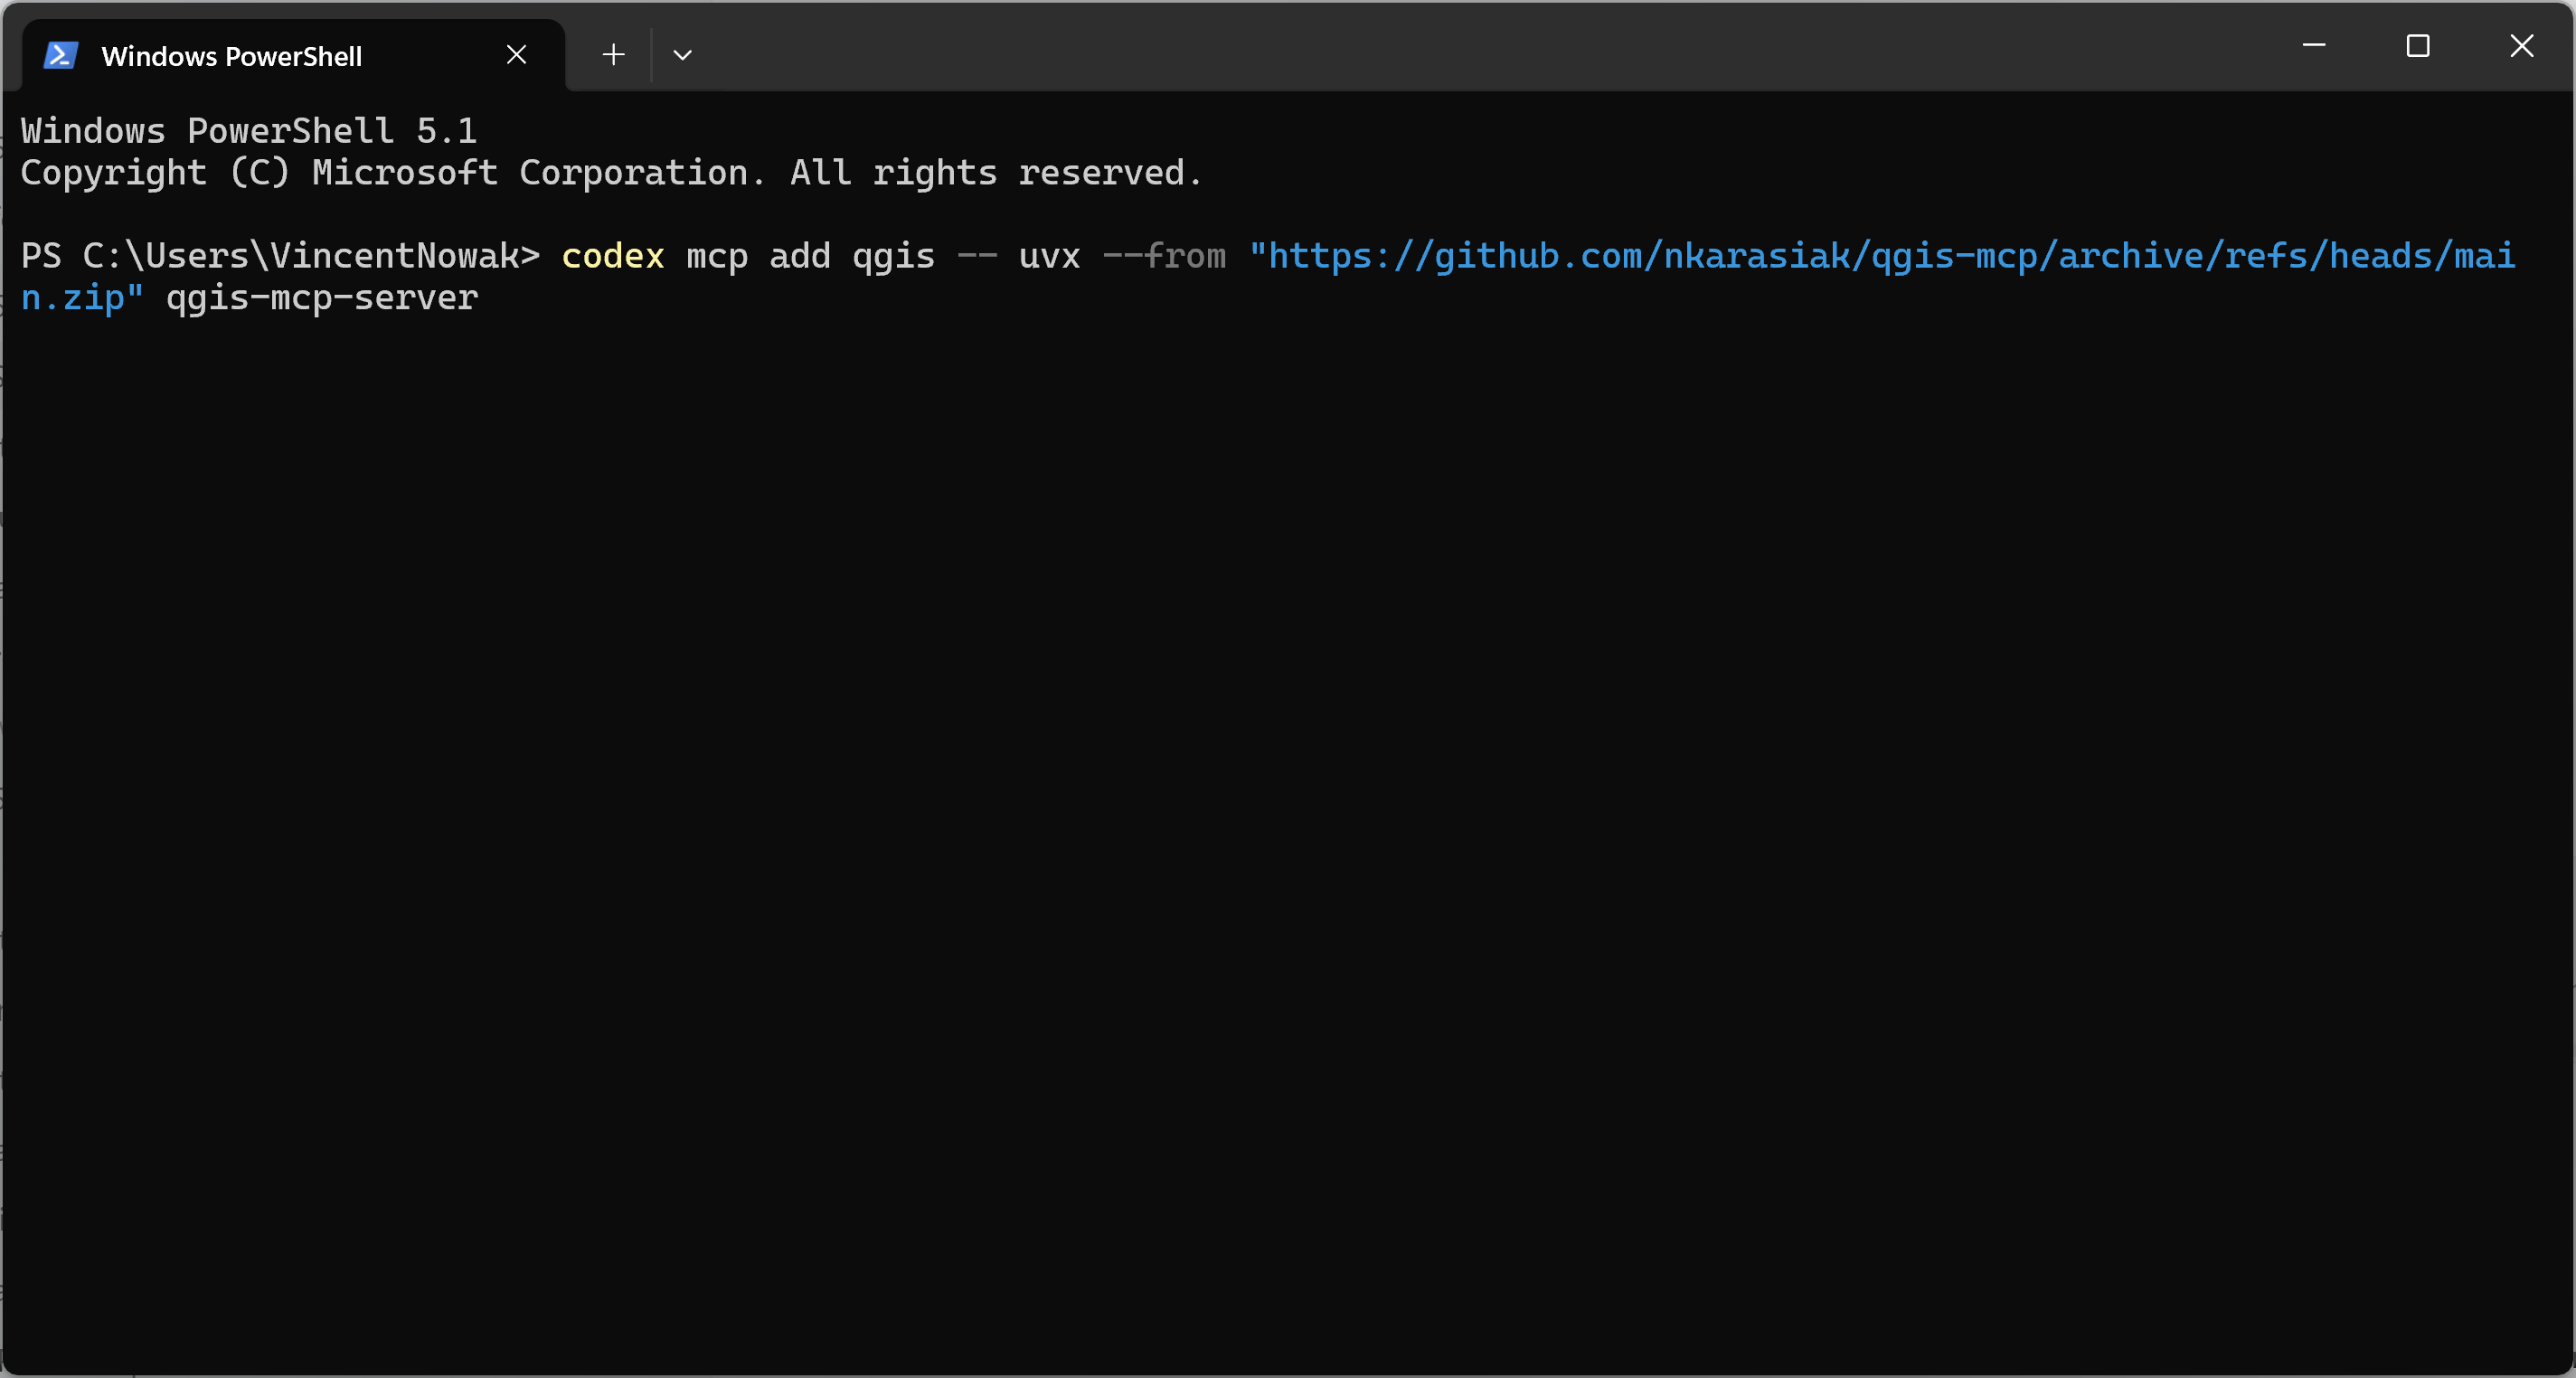 Windows PowerShell
Windows PowerShell 5.1
Copyright (C) Microsoft Corporation. All rights reserved.
PS C:\Users\VincentNowak> codex mcp add qgis -- uvx --from "https://github.com/nkarasiak/qgis-mcp/archive/refs/heads/mai
n.zip" qgis-mcp-server